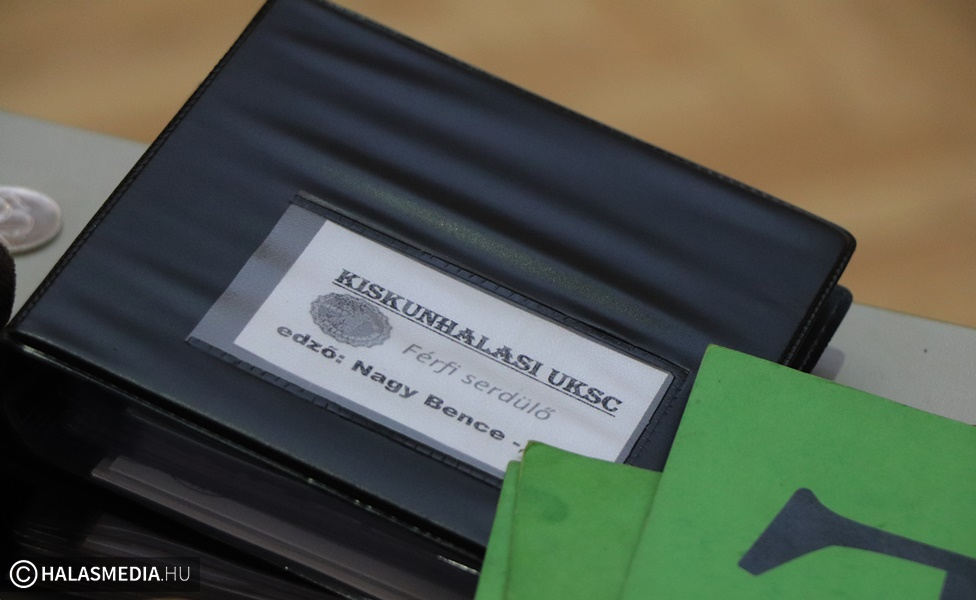 KISKUNHALASI UKSC
Férfi serdülő
edző: Nagy Bence -
© HALASMEDIA.HU